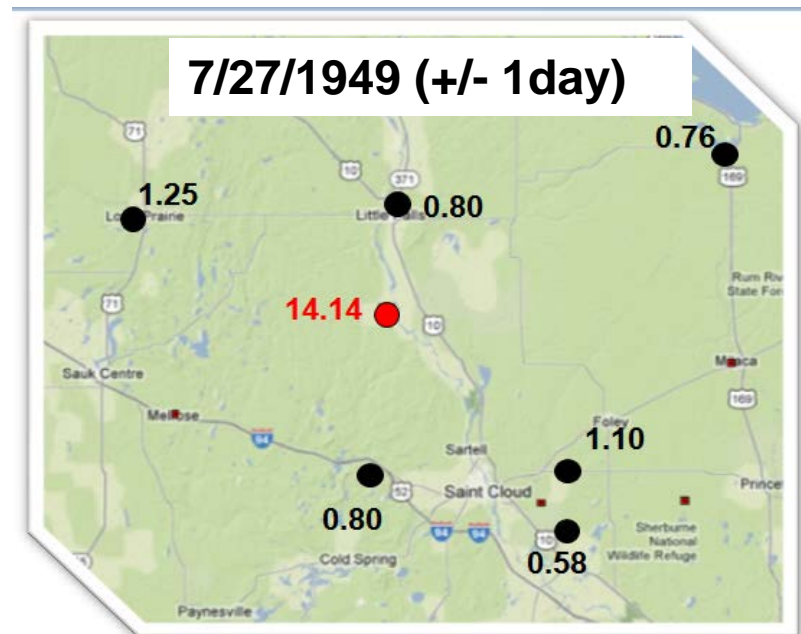 7/27/1949 (+/- 1day)
71
0.76
10
371
169
1.25
Little Falls
0.80
Rum Riv
State For
14.14
71
10
Sauk Centre
169
Melrose
Foley
94
1.10
Sartell
Saint Cloud
Prince
52
0.80
94
94
10
Sherburne
National
Wildlife Refuge
0.58
Cold Spring
Paynesville